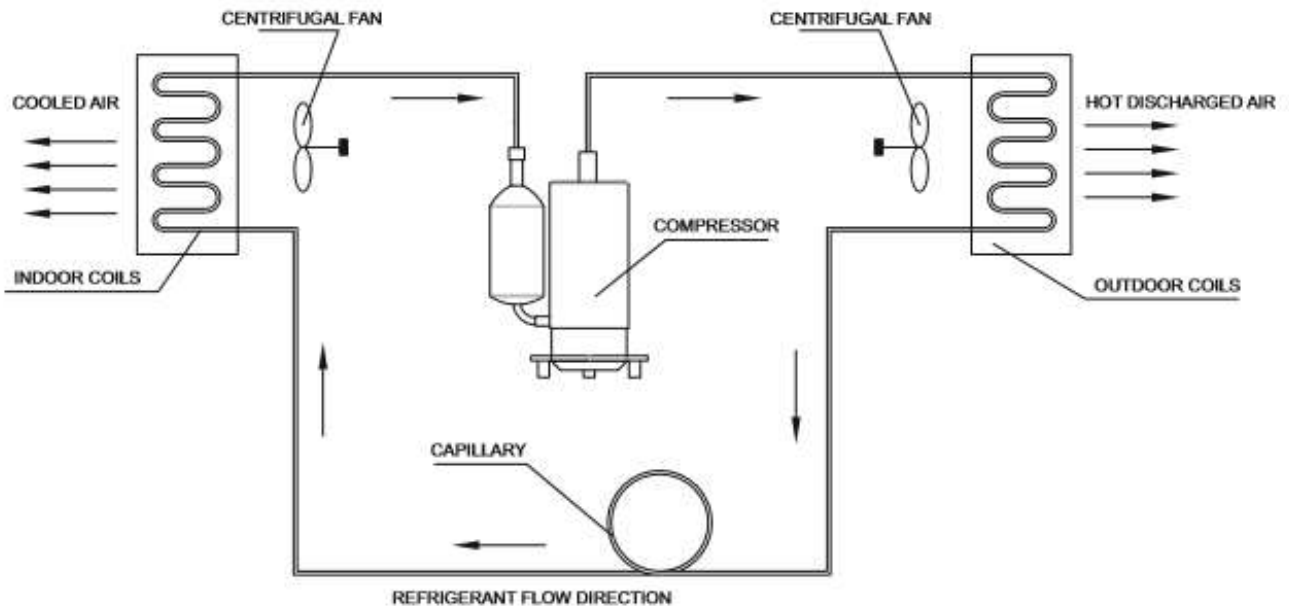 CENTRIFUGAL FAN
CENTRIFUGAL FAN
COOLED AIR
HOT DISCHARGED AIR
COMPRESSOR
INDOOR COILS
OUTDOOR COILS
CAPILLARY
REFRIGERANT FLOW DIRECTION